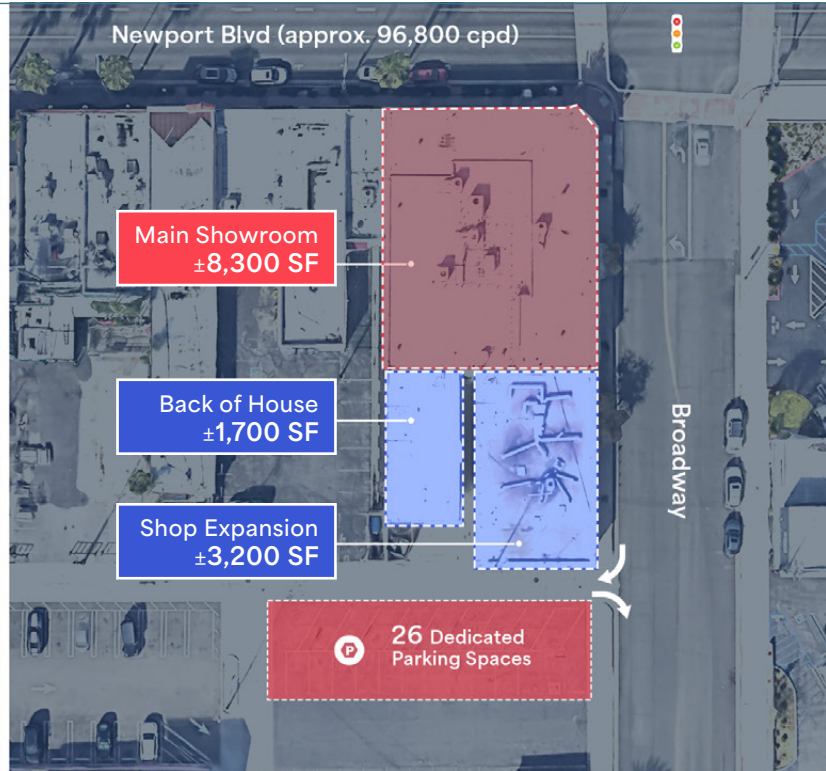 Newport Blvd (approx. 96,800 cpd)
Main Showroom
±8,300 SF
Back of House
±1,700 SF
Broadway
Shop Expansion
±3,200 SF
P
26 Dedicated
Parking Spaces